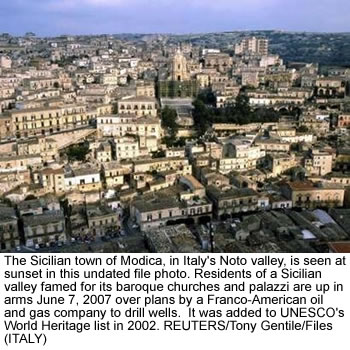 The Sicilian town of Modica, in Italy's Noto valley, is seen at
sunset in this undated file photo. Residents of a Sicilian
valley famed for its baroque churches and palazzi are up in
arms June 7, 2007 over plans by a Franco-American oil
and gas company to drill wells.  It was added to UNESCO's
World Heritage list in 2002. REUTERS/Tony Gentile/Files
(ITALY)